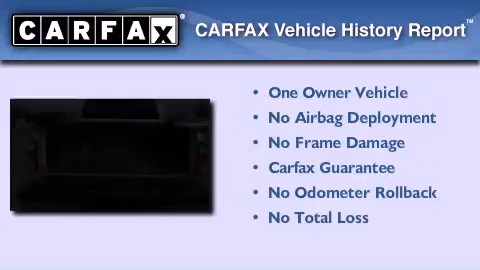 CARFAX® CARFAX Vehicle History Report™
• One Owner Vehicle
• No Airbag Deployment
• No Frame Damage
• Carfax Guarantee
• No Odometer Rollback
• No Total Loss